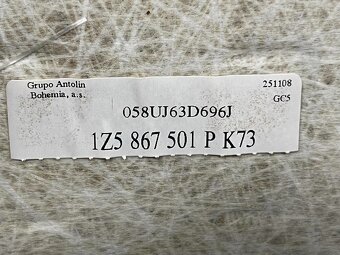 Grupo Antolin
Bohemia, a.s.
251108
GC5
058UJ63D696J
1Z5 867 501 P K73